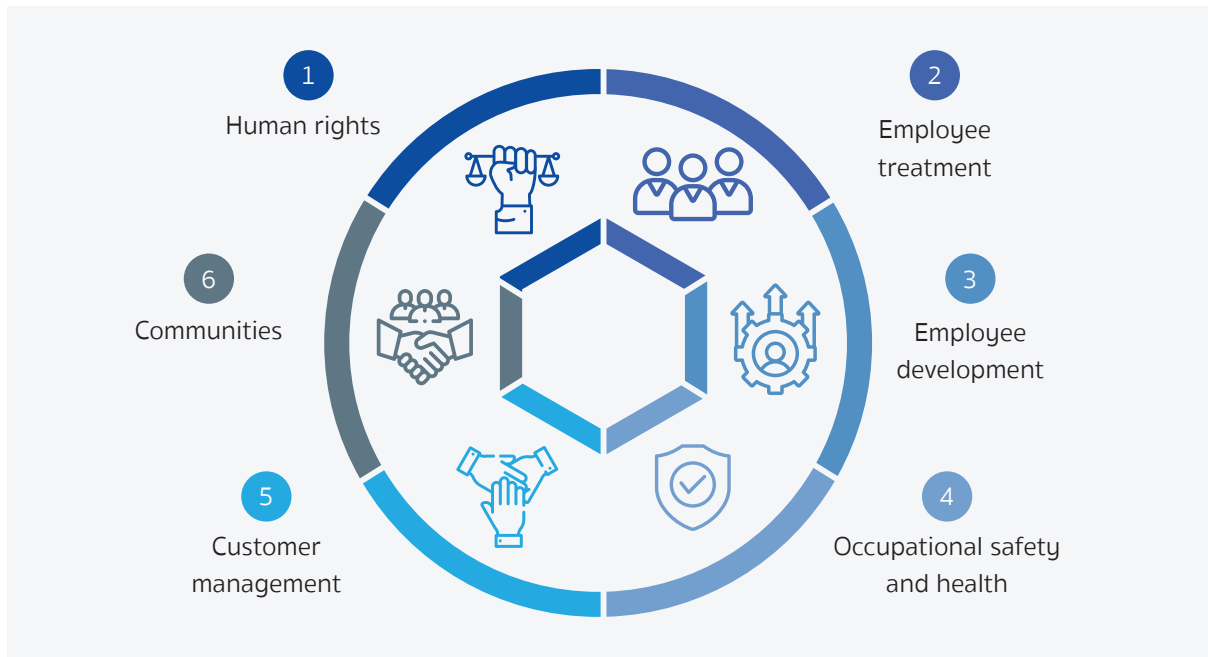 1
Human rights
2
Employee
treatment
3
Employee
development
4
Occupational safety
and health
5
Customer
management
6
Communities